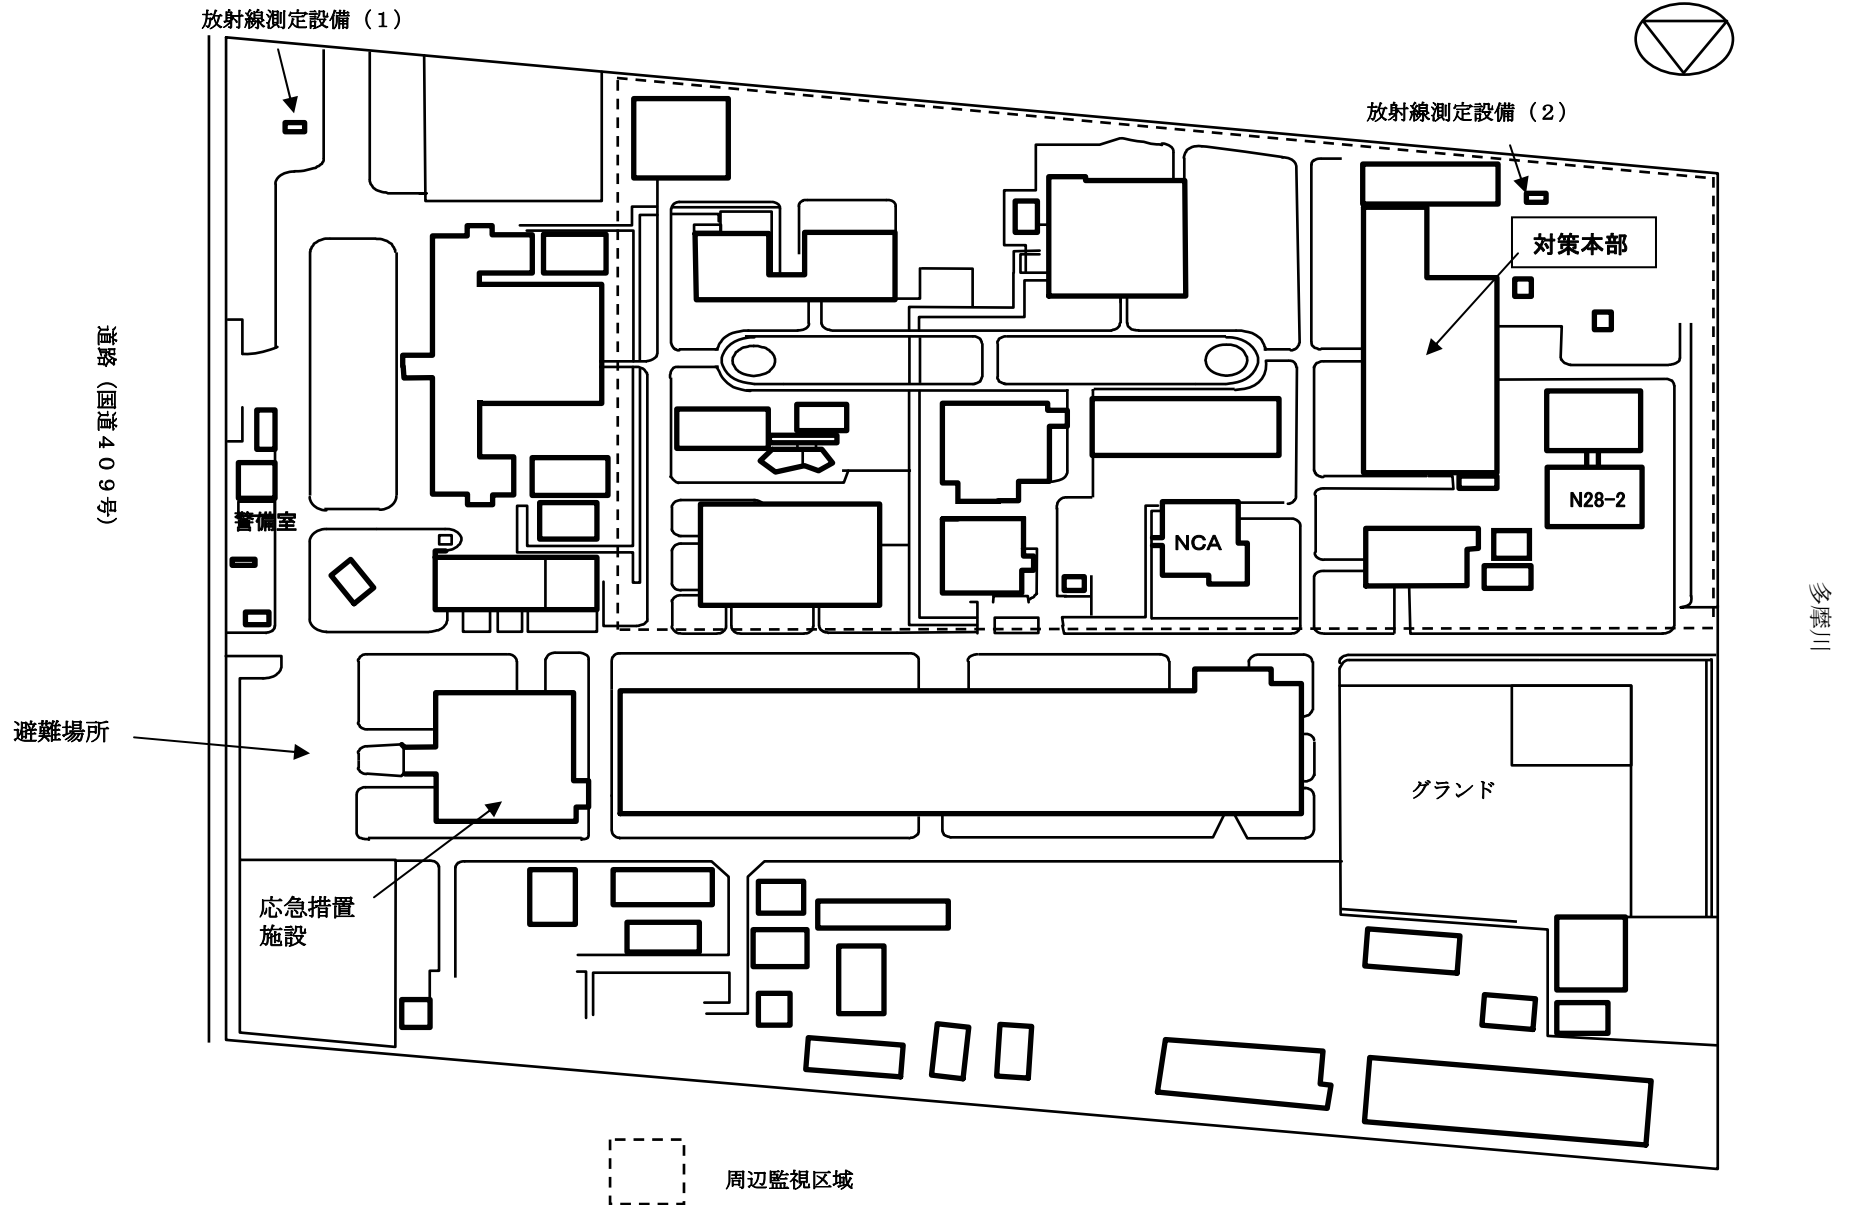 放射線測定設備（１）
放射線測定設備（２）
対策本部
道路（国道４０９号）
N28-2
警備室
NCA
多摩川
避難場所
グランド
応急措置
施設
周辺監視区域